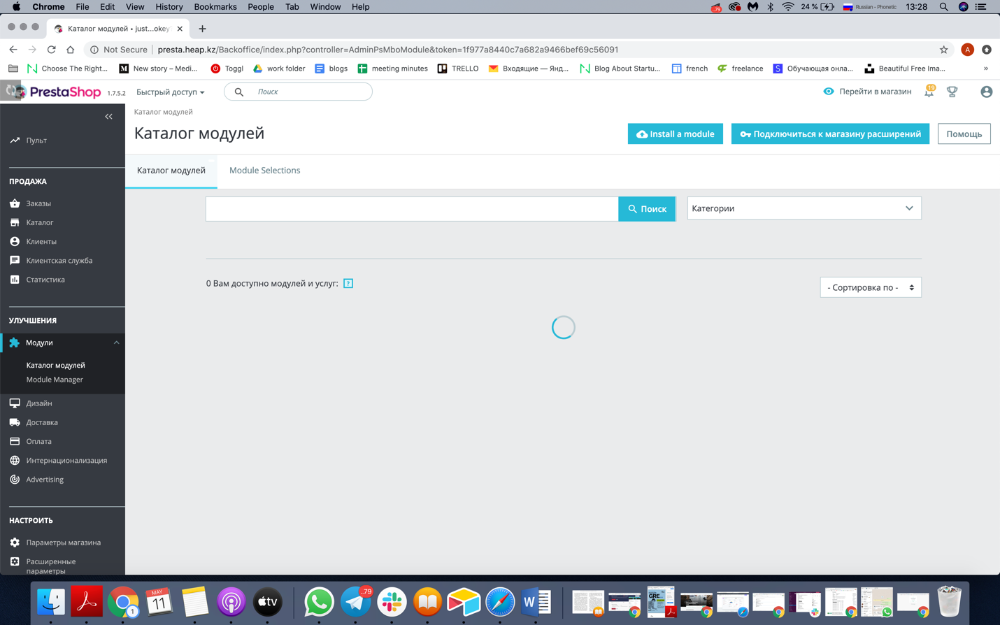 Chrome File Edit View History Bookmarks People Tab Window Help
79 24 % Russian - Phonetic 13:28
Каталог модулей • just...okey
Not Secure presta.heap.kz/Backoffice/index.php?controller=AdminPsMboModule&token=1f977a8440c7a682a9466bef69c56091 A
Choose The Right... New story – Medi... Toggl work folder blogs meeting minutes TRELLO Входящие — Янд... Blog About Startu... french freelance Обучающая онла... Beautiful Free Ima... »
PrestaShop 1.7.5.2 Быстрый доступ Поиск Перейти в магазин 19
Каталог модулей
Каталог модулей
Install a module Подключиться к магазину расширений Помощь
Каталог модулей Module Selections
Поиск Категории
0 Вам доступно модулей и услуг: ? - Сортировка по -
Пульт
ПРОДАЖА
Заказы
Каталог
Клиенты
Клиентская служба
Статистика
УЛУЧШЕНИЯ
Модули
Каталог модулей
Module Manager
Дизайн
Доставка
Оплата
Интернационализация
Advertising
НАСТРОИТЬ
Параметры магазина
Расширенные
параметры
1 MAY 11 tv ..79 W GRE